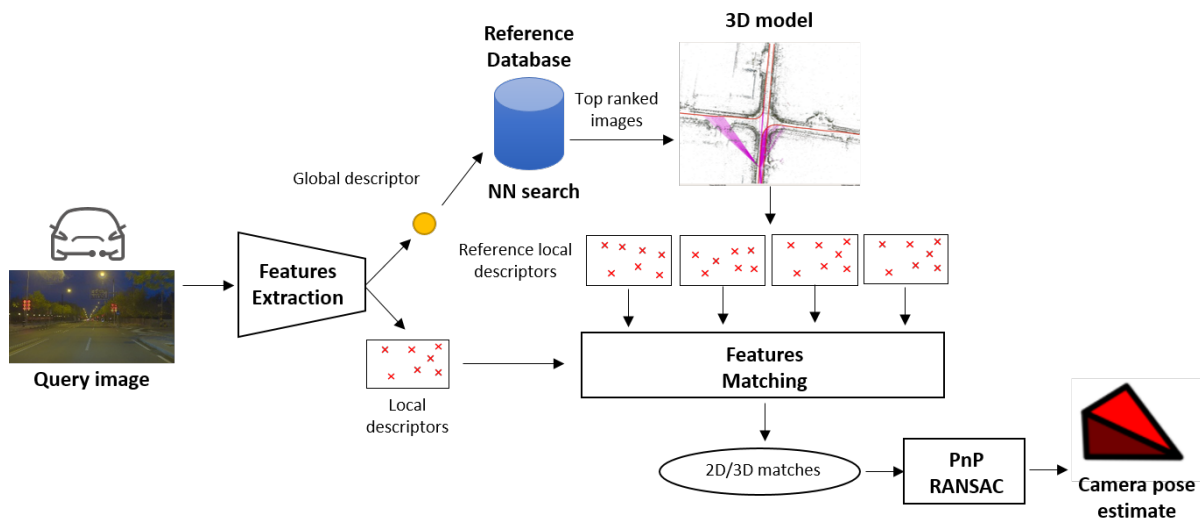 3D model
Reference
Database
Top ranked
images
NN search
Global descriptor
Reference local
descriptors
Features
Extraction
Query image
Local
descriptors
Features
Matching
2D/3D matches
PnP
RANSAC
Camera pose
estimate